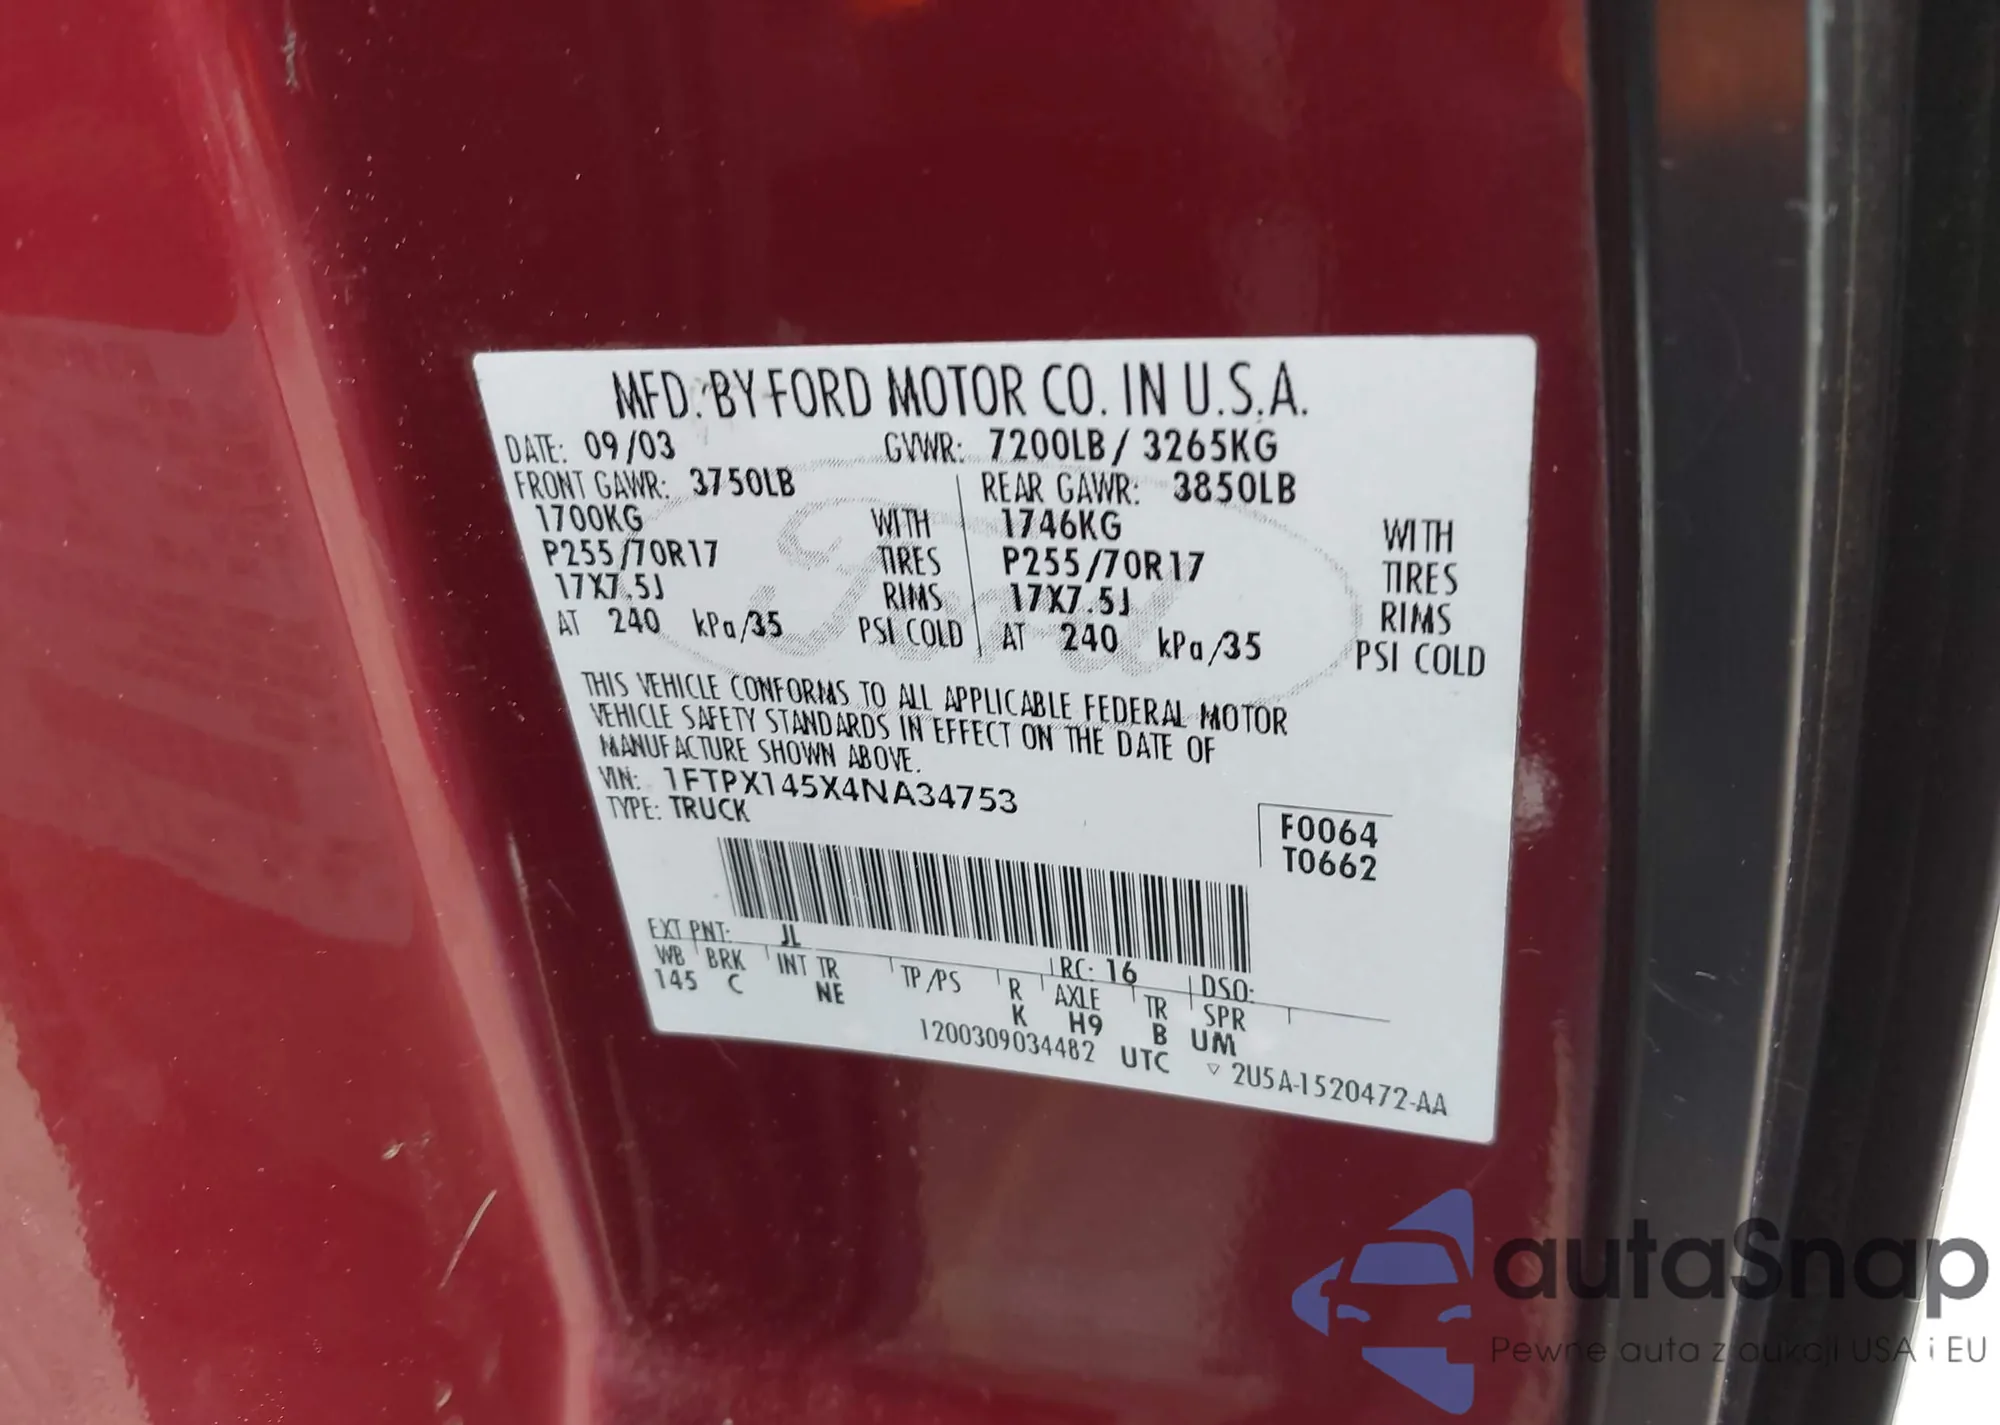 MFD. BY FORD MOTOR CO. IN U.S.A.
DATE: 09/03 GVWR: 7200LB / 3265KG
FRONT GAWR: 3750LB REAR GAWR: 3850LB
1700KG WITH 1746KG WITH
P255/70R17 TIRES P255/70R17 TIRES
17X7.5J RIMS 17X7.5J RIMS
AT 240 kPa/35 PSI COLD AT 240 kPa/35 PSI COLD
THIS VEHICLE CONFORMS TO ALL APPLICABLE FEDERAL MOTOR
VEHICLE SAFETY STANDARDS IN EFFECT ON THE DATE OF
MANUFACTURE SHOWN ABOVE.
VIN: 1FTPX145X4NA34753
TYPE: TRUCK
F0064
T0662
EXT PNT: JL RC: 16 DSO:
WB BRK INT TR TP/PS R AXLE TR SPR
145 C NE K H9 B UM
1200309034482 UTC ▽ 2U5A-1520472-AA
Ford
autaSnap
Pewne auta z aukcji USA i EU